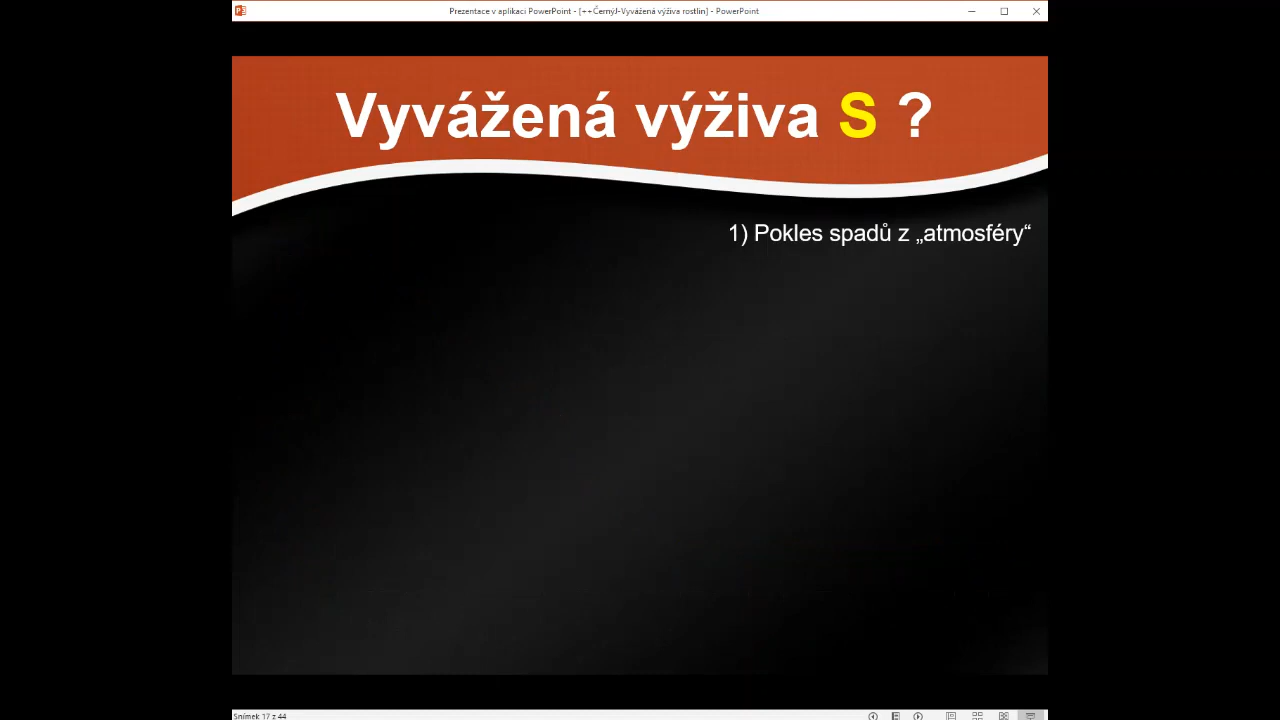 Prezentace v aplikaci PowerPoint - [++ČernýJ-Vyvážená výživa rostlin] - PowerPoint
Vyvážená výživa S ?
1) Pokles spadů z „atmosféry“
Snímek 17 z 44